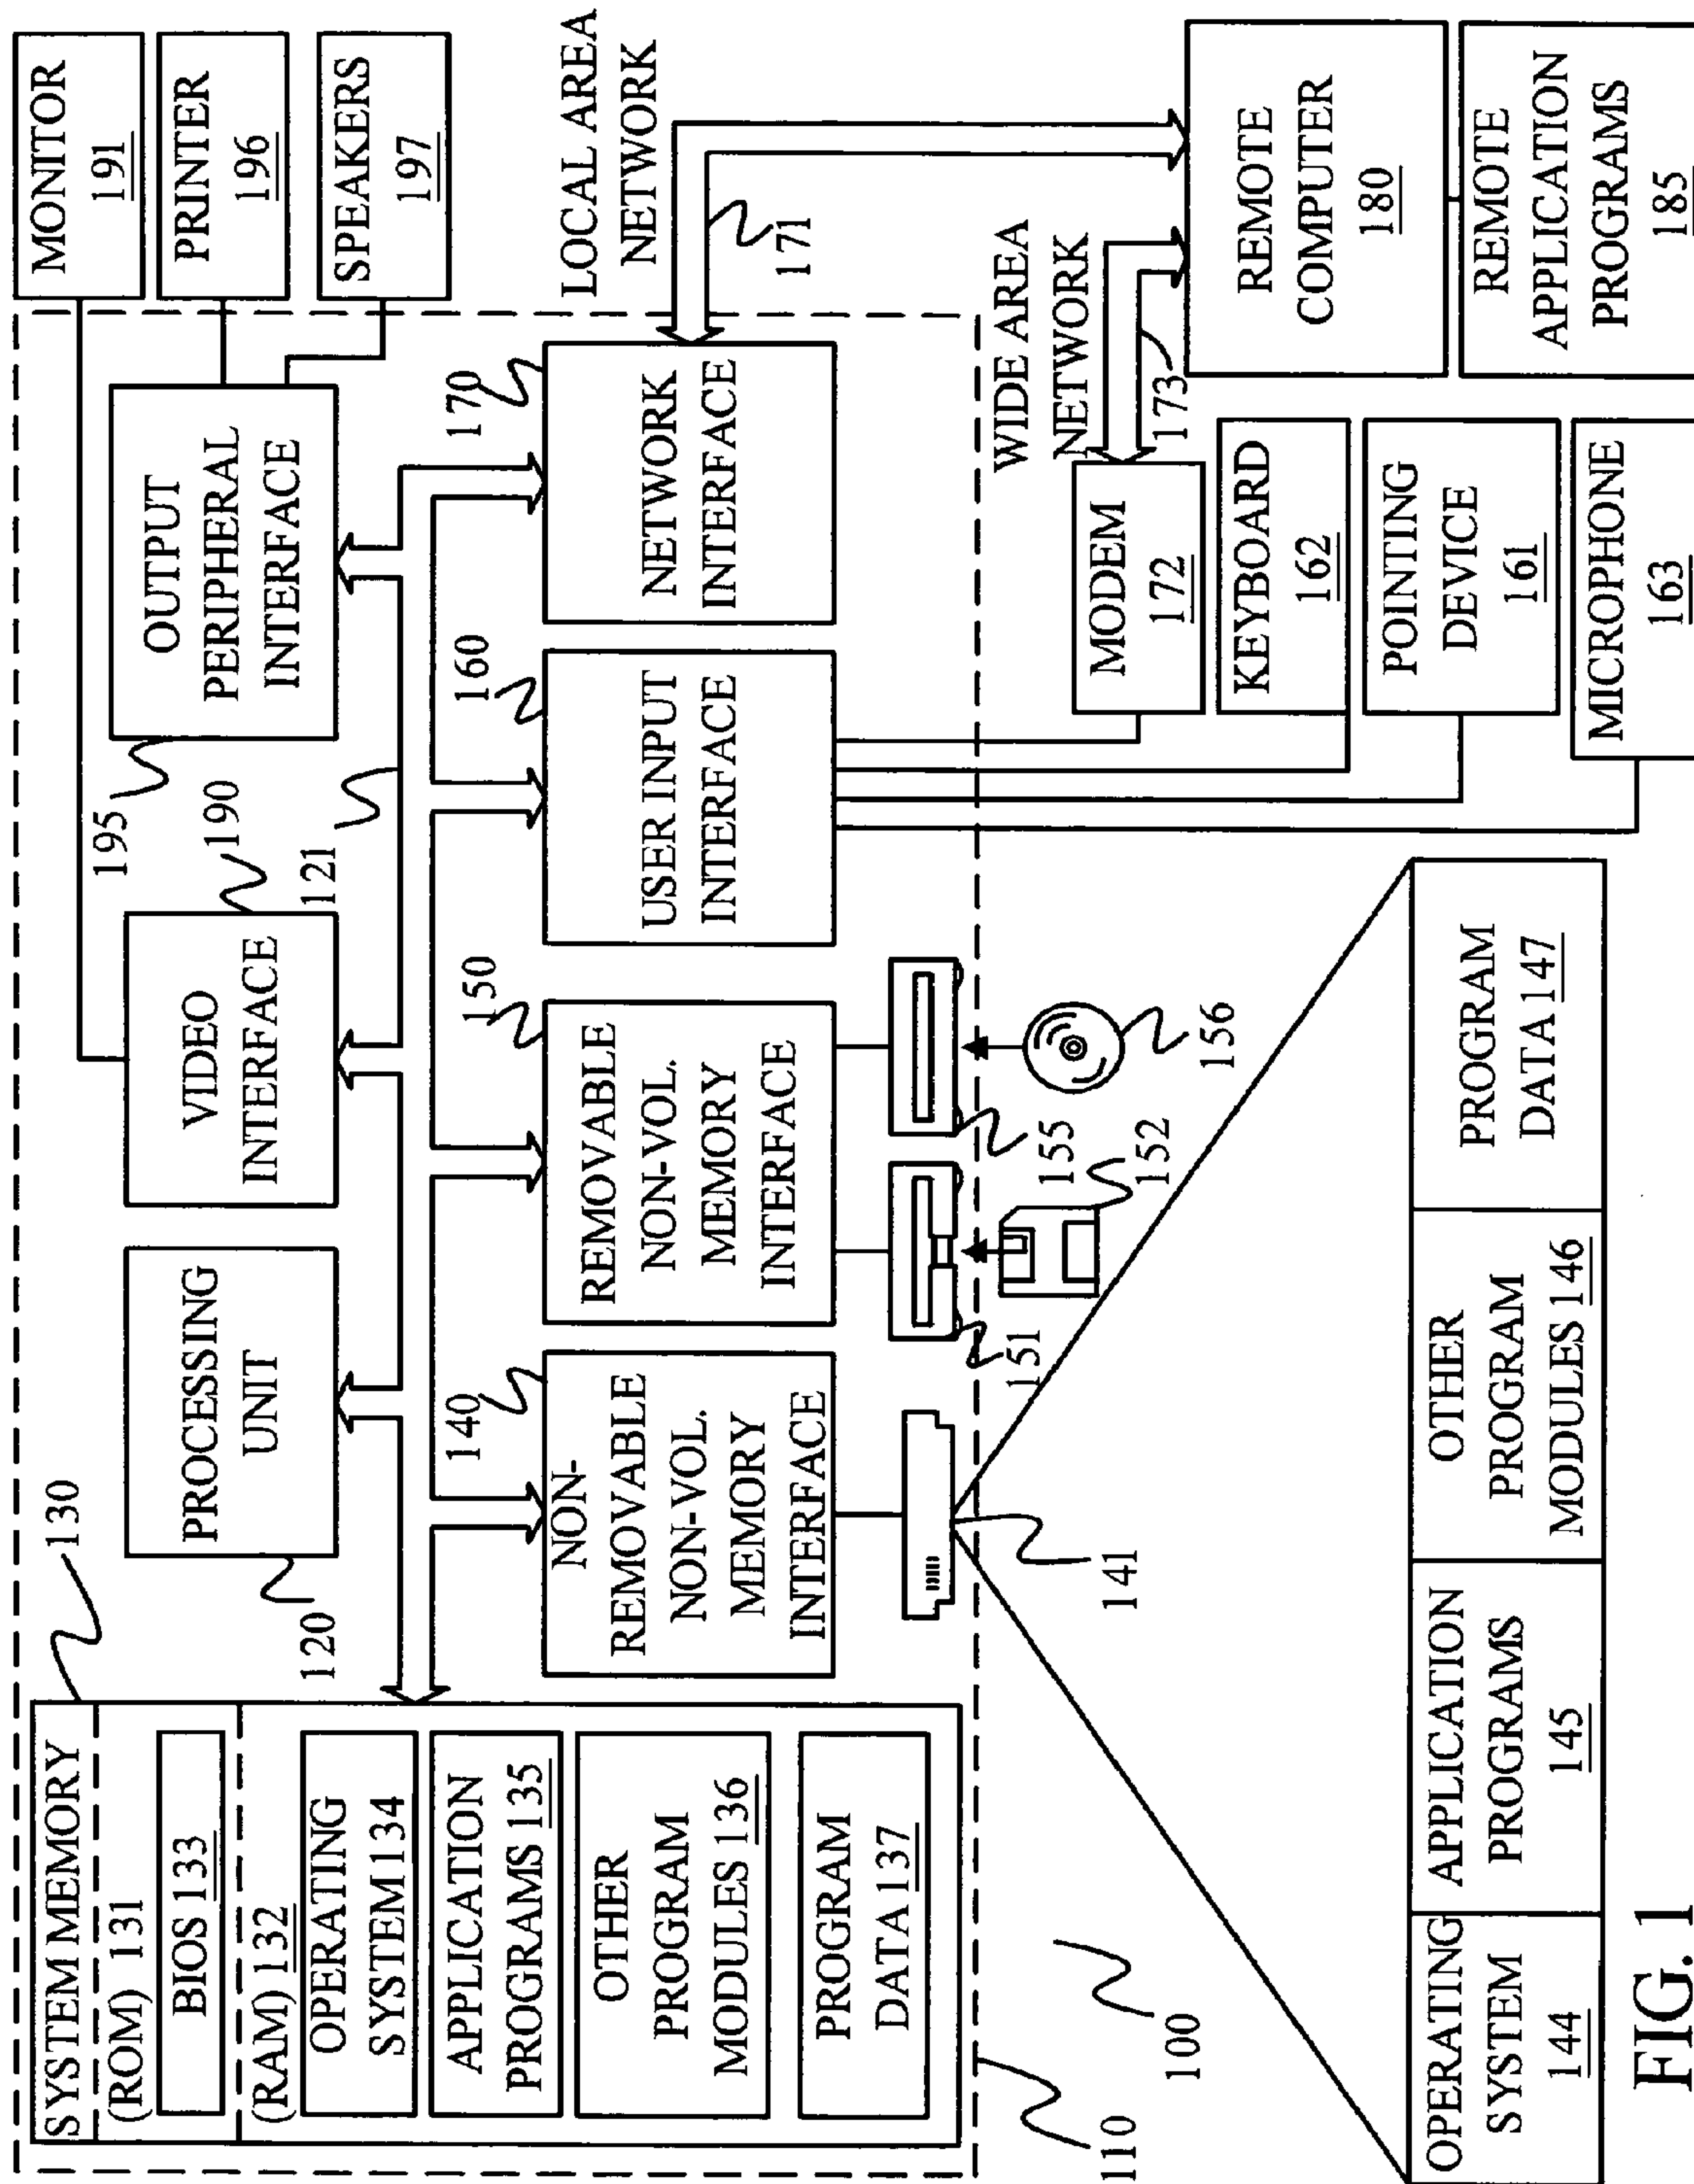 SYSTEM MEMORY
(ROM) 131
BIOS 133
(RAM) 132
OPERATING
SYSTEM 134
APPLICATION
PROGRAMS 135
OTHER
PROGRAM
MODULES 136
PROGRAM
DATA 137
130
PROCESSING
UNIT
120
VIDEO
INTERFACE
190
121
OUTPUT
PERIPHERAL
INTERFACE
195
MONITOR
191
PRINTER
196
SPEAKERS
197
NON-
REMOVABLE
NON-VOL.
MEMORY
INTERFACE
140
REMOVABLE
NON-VOL.
MEMORY
INTERFACE
150
USER INPUT
INTERFACE
160
NETWORK
INTERFACE
170
LOCAL AREA
NETWORK
171
141
151
152
155
156
WIDE AREA
NETWORK
173
MODEM
172
KEYBOARD
162
POINTING
DEVICE
161
MICROPHONE
163
REMOTE
COMPUTER
180
REMOTE
APPLICATION
PROGRAMS
185
110
100
OPERATING
SYSTEM
144
APPLICATION
PROGRAMS
145
OTHER
PROGRAM
MODULES 146
PROGRAM
DATA 147
FIG. 1